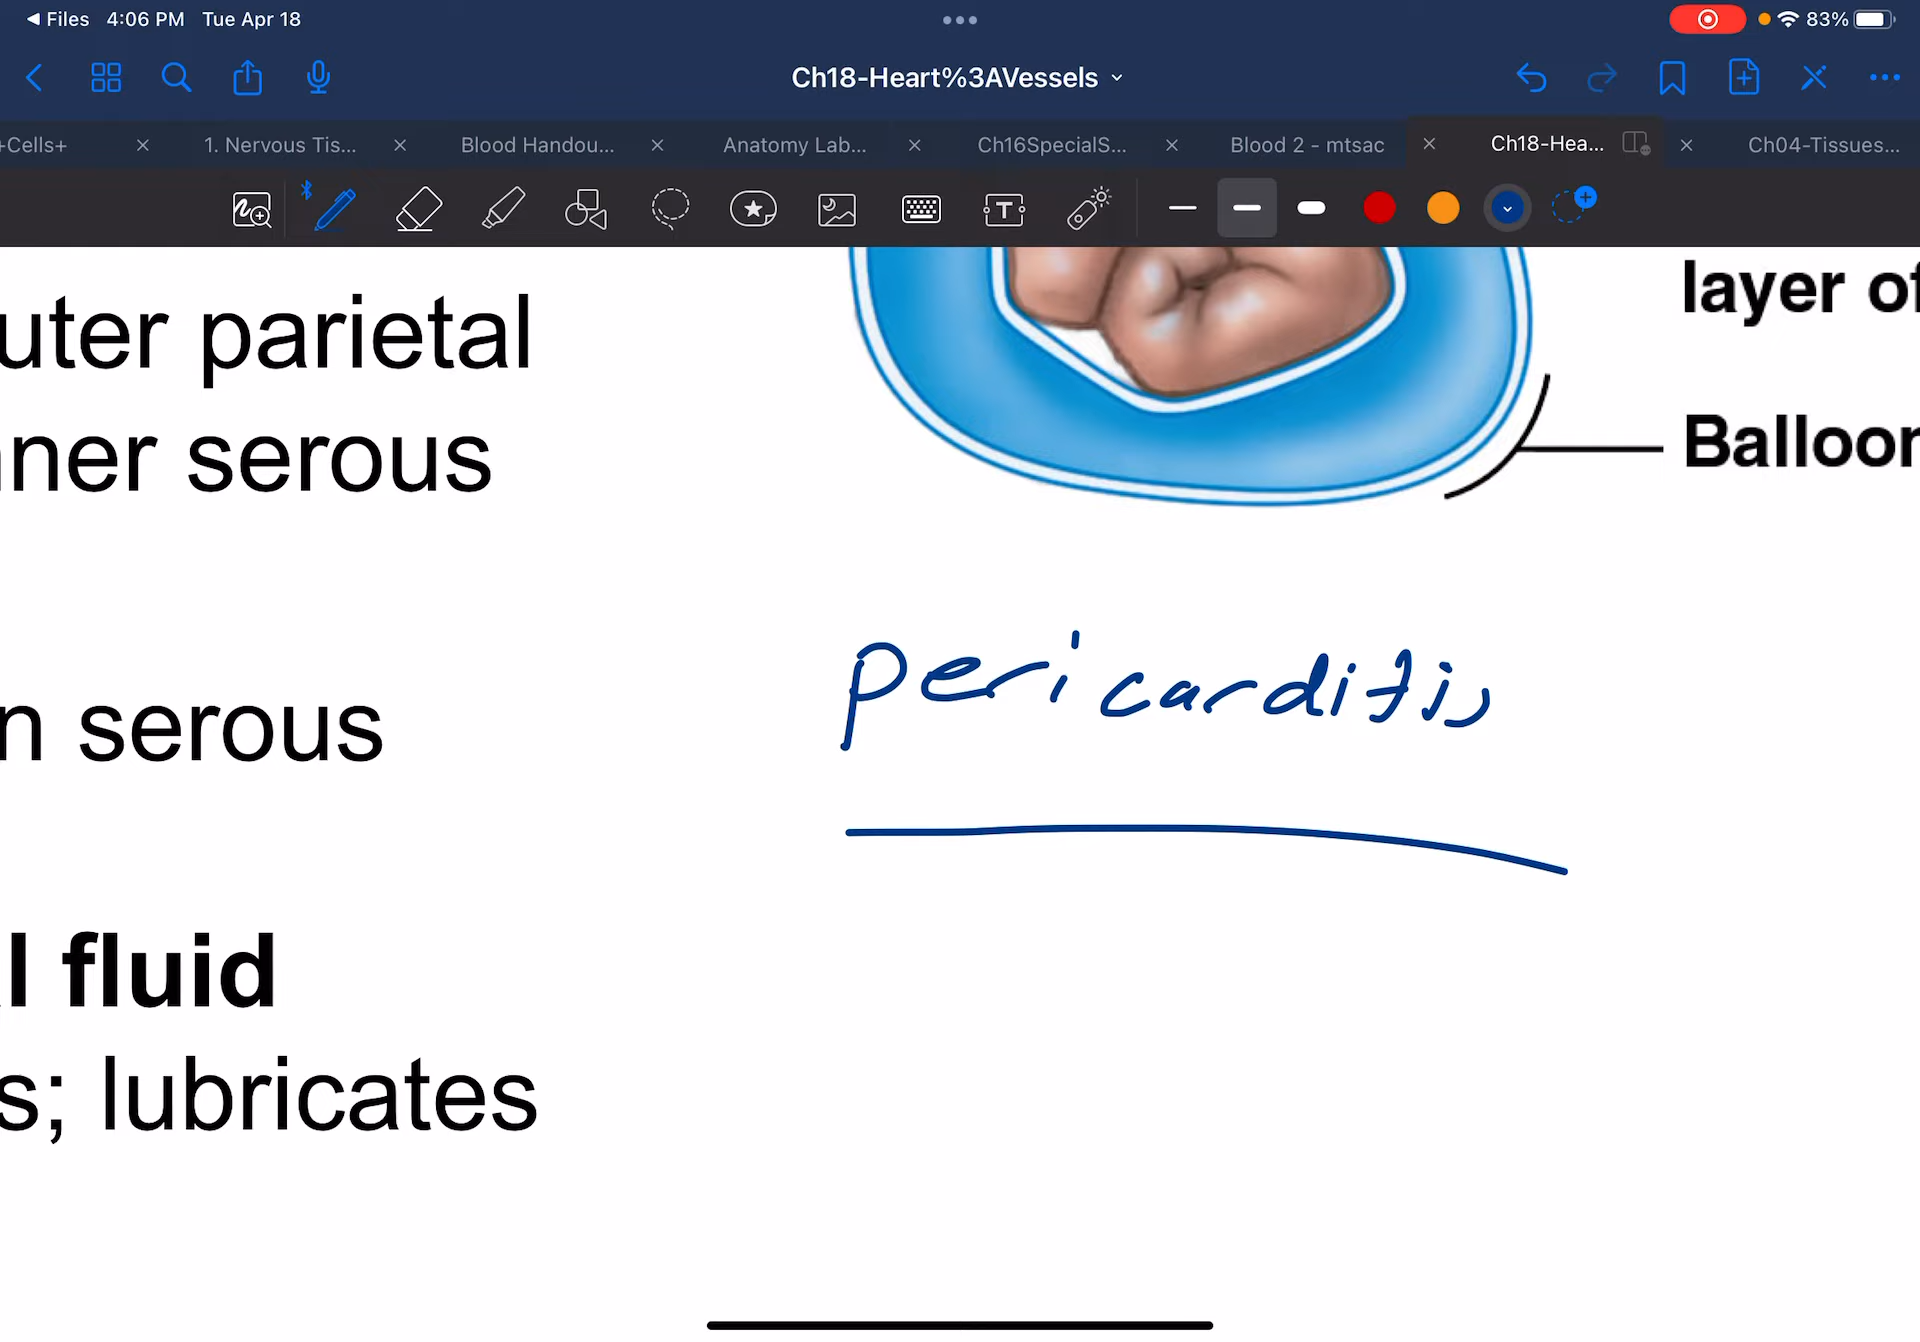 Files 4:06 PM Tue Apr 18 83%
Ch18-Heart%3AVessels
+Cells+ 1. Nervous Tis... Blood Handou... Anatomy Lab... Ch16SpecialS... Blood 2 - mtsac Ch18-Hea... Ch04-Tissues...
layer of
uter parietal
Balloon
nner serous
pericarditis
n serous
l fluid
s; lubricates